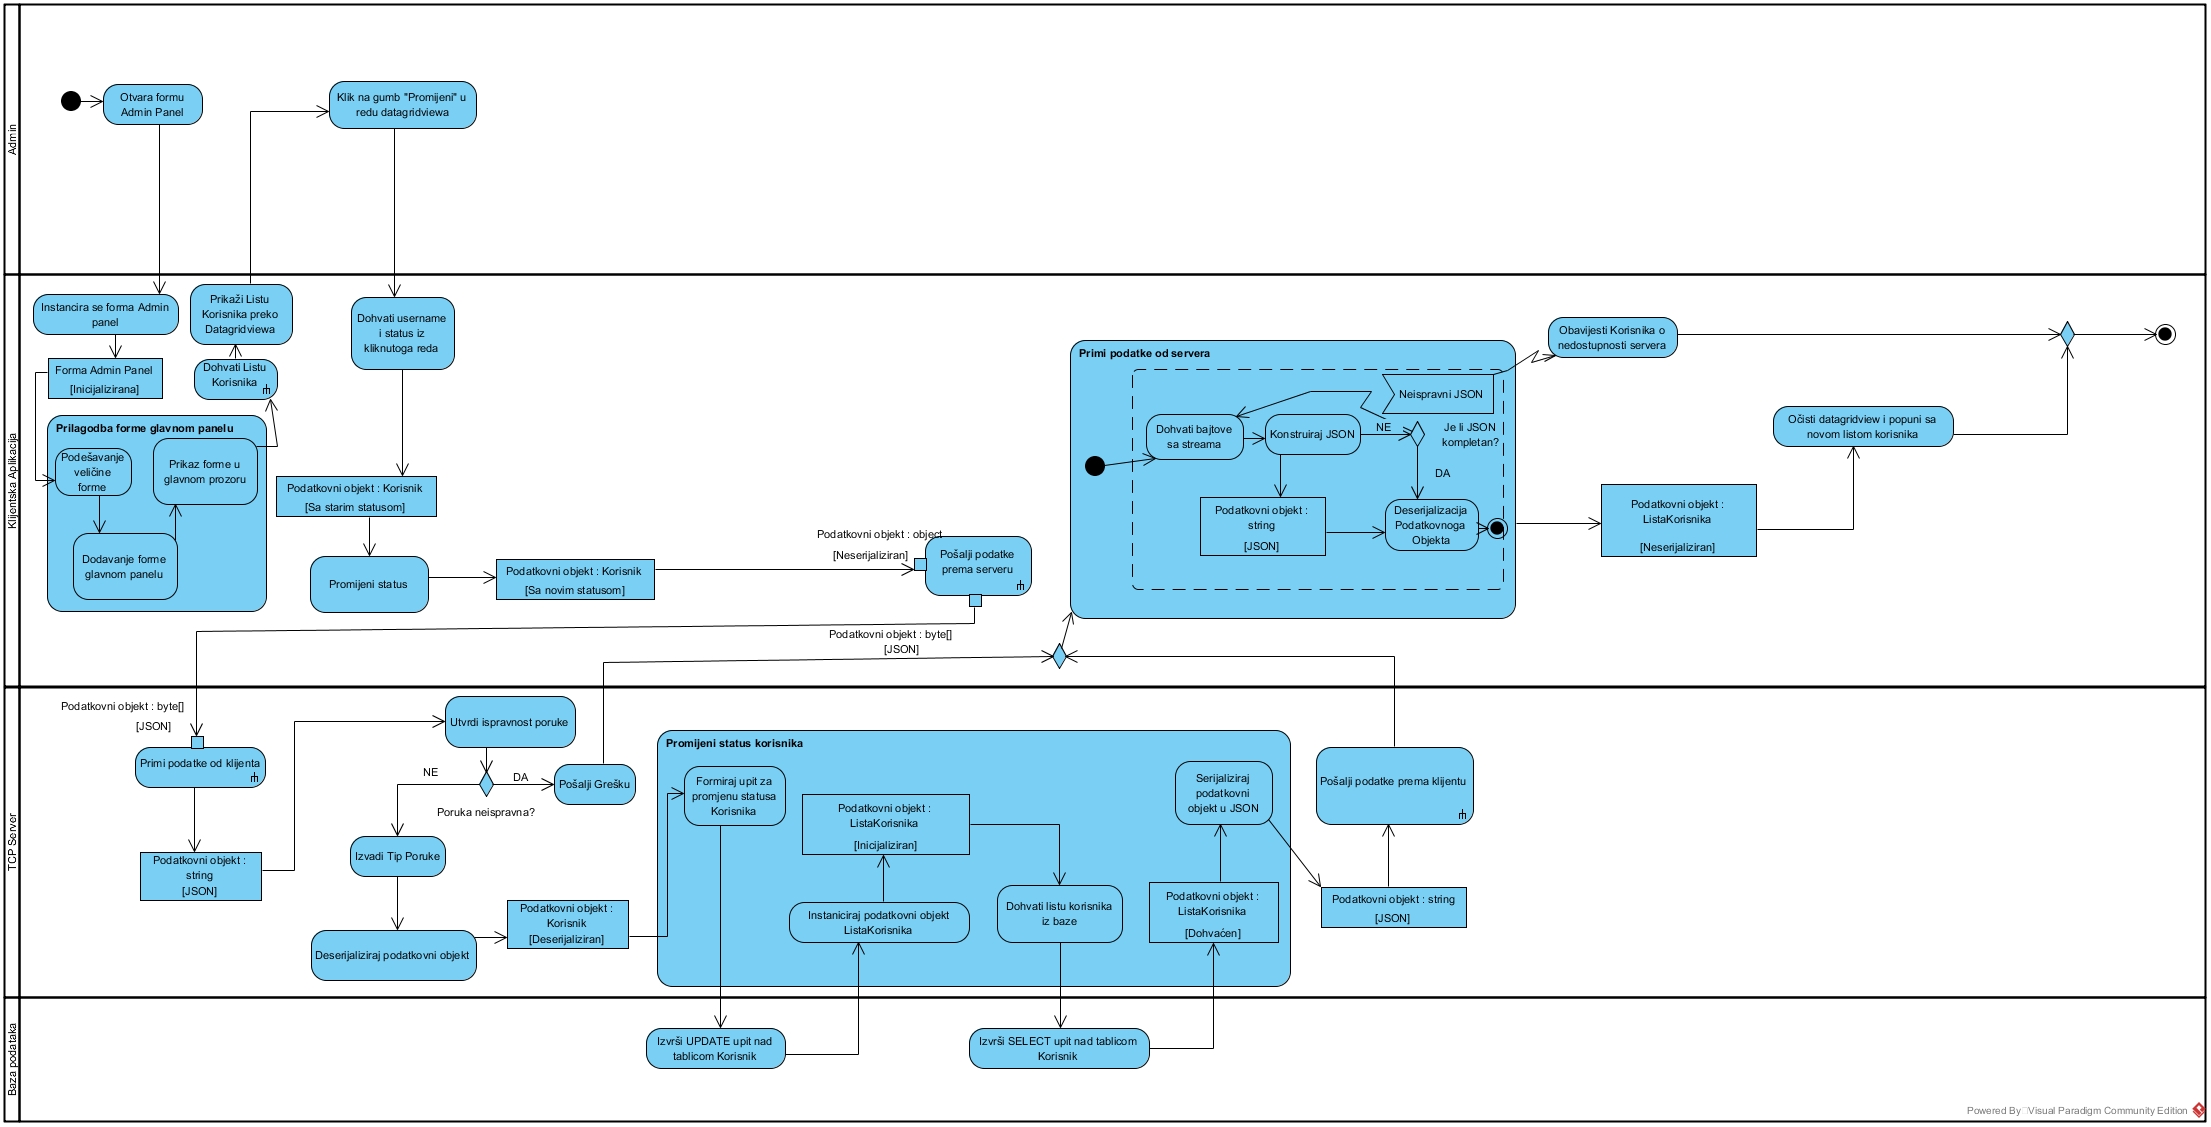 Admin
Otvara formu
Admin Panel
Klik na gumb "Promijeni" u
redu datagridviewa
Klijentska Aplikacija
Instancira se forma Admin
panel
Forma Admin Panel
[Inicijalizirana]
Prilagodba forme glavnom panelu
Podešavanje
veličine
forme
Dodavanje forme
glavnom panelu
Prikaz forme u
glavnom prozoru
Dohvati Listu
Korisnika
Prikaži Listu
Korisnika preko
Datagridviewa
Dohvati username
i status iz
kliknutoga reda
Podatkovni objekt : Korisnik
[Sa starim statusom]
Promijeni status
Podatkovni objekt : Korisnik
[Sa novim statusom]
Podatkovni objekt : object
[Neserijaliziran]
Pošalji podatke
prema serveru
Podatkovni objekt : byte[]
[JSON]
Primi podatke od servera
Neispravni JSON
Dohvati bajtove
sa streama
Konstruiraj JSON
NE
Je li JSON
kompletan?
DA
Podatkovni objekt :
string
[JSON]
Deserijalizacija
Podatkovnoga
Objekta
Obavijesti Korisnika o
nedostupnosti servera
Podatkovni objekt :
ListaKorisnika
[Neserijaliziran]
Očisti datagridview i popuni sa
novom listom korisnika
TCP Server
Podatkovni objekt : byte[]
[JSON]
Primi podatke od klijenta
Podatkovni objekt :
string
[JSON]
Utvrdi ispravnost poruke
NE
DA
Poruka neispravna?
Pošalji Grešku
Izvadi Tip Poruke
Deserijaliziraj podatkovni objekt
Podatkovni objekt :
Korisnik
[Deserijaliziran]
Promijeni status korisnika
Formiraj upit za
promjenu statusa
Korisnika
Podatkovni objekt :
ListaKorisnika
[Inicijaliziran]
Instaniciraj podatkovni objekt
ListaKorisnika
Dohvati listu korisnika
iz baze
Serijaliziraj
podatkovni
objekt u JSON
Podatkovni objekt :
ListaKorisnika
[Dohvaćen]
Pošalji podatke prema klijentu
Podatkovni objekt : string
[JSON]
Baza podataka
Izvrši UPDATE upit nad
tablicom Korisnik
Izvrši SELECT upit nad tablicom
Korisnik
Powered By Visual Paradigm Community Edition